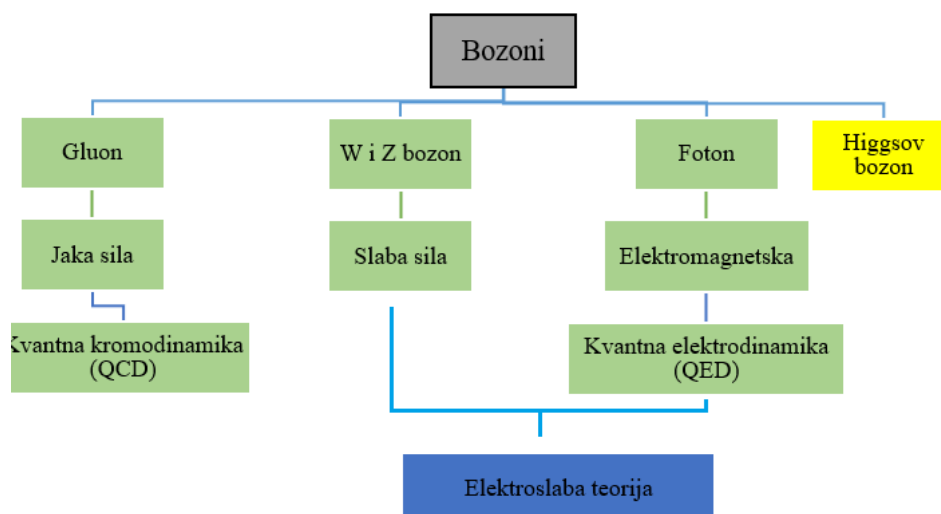 Bozoni
Gluon
W i Z bozon
Foton
Higgsov
bozon
Jaka sila
Slaba sila
Elektromagnetska
Kvantna kromodinamika
(QCD)
Kvantna elektrodinamika
(QED)
Elektroslaba teorija